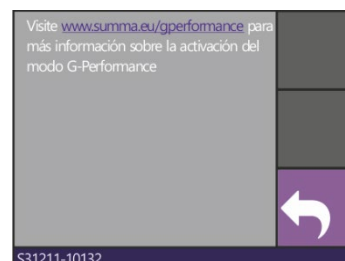 Visite www.summa.eu/gperformance para
más información sobre la activación del
modo G-Performance
S31211-10132